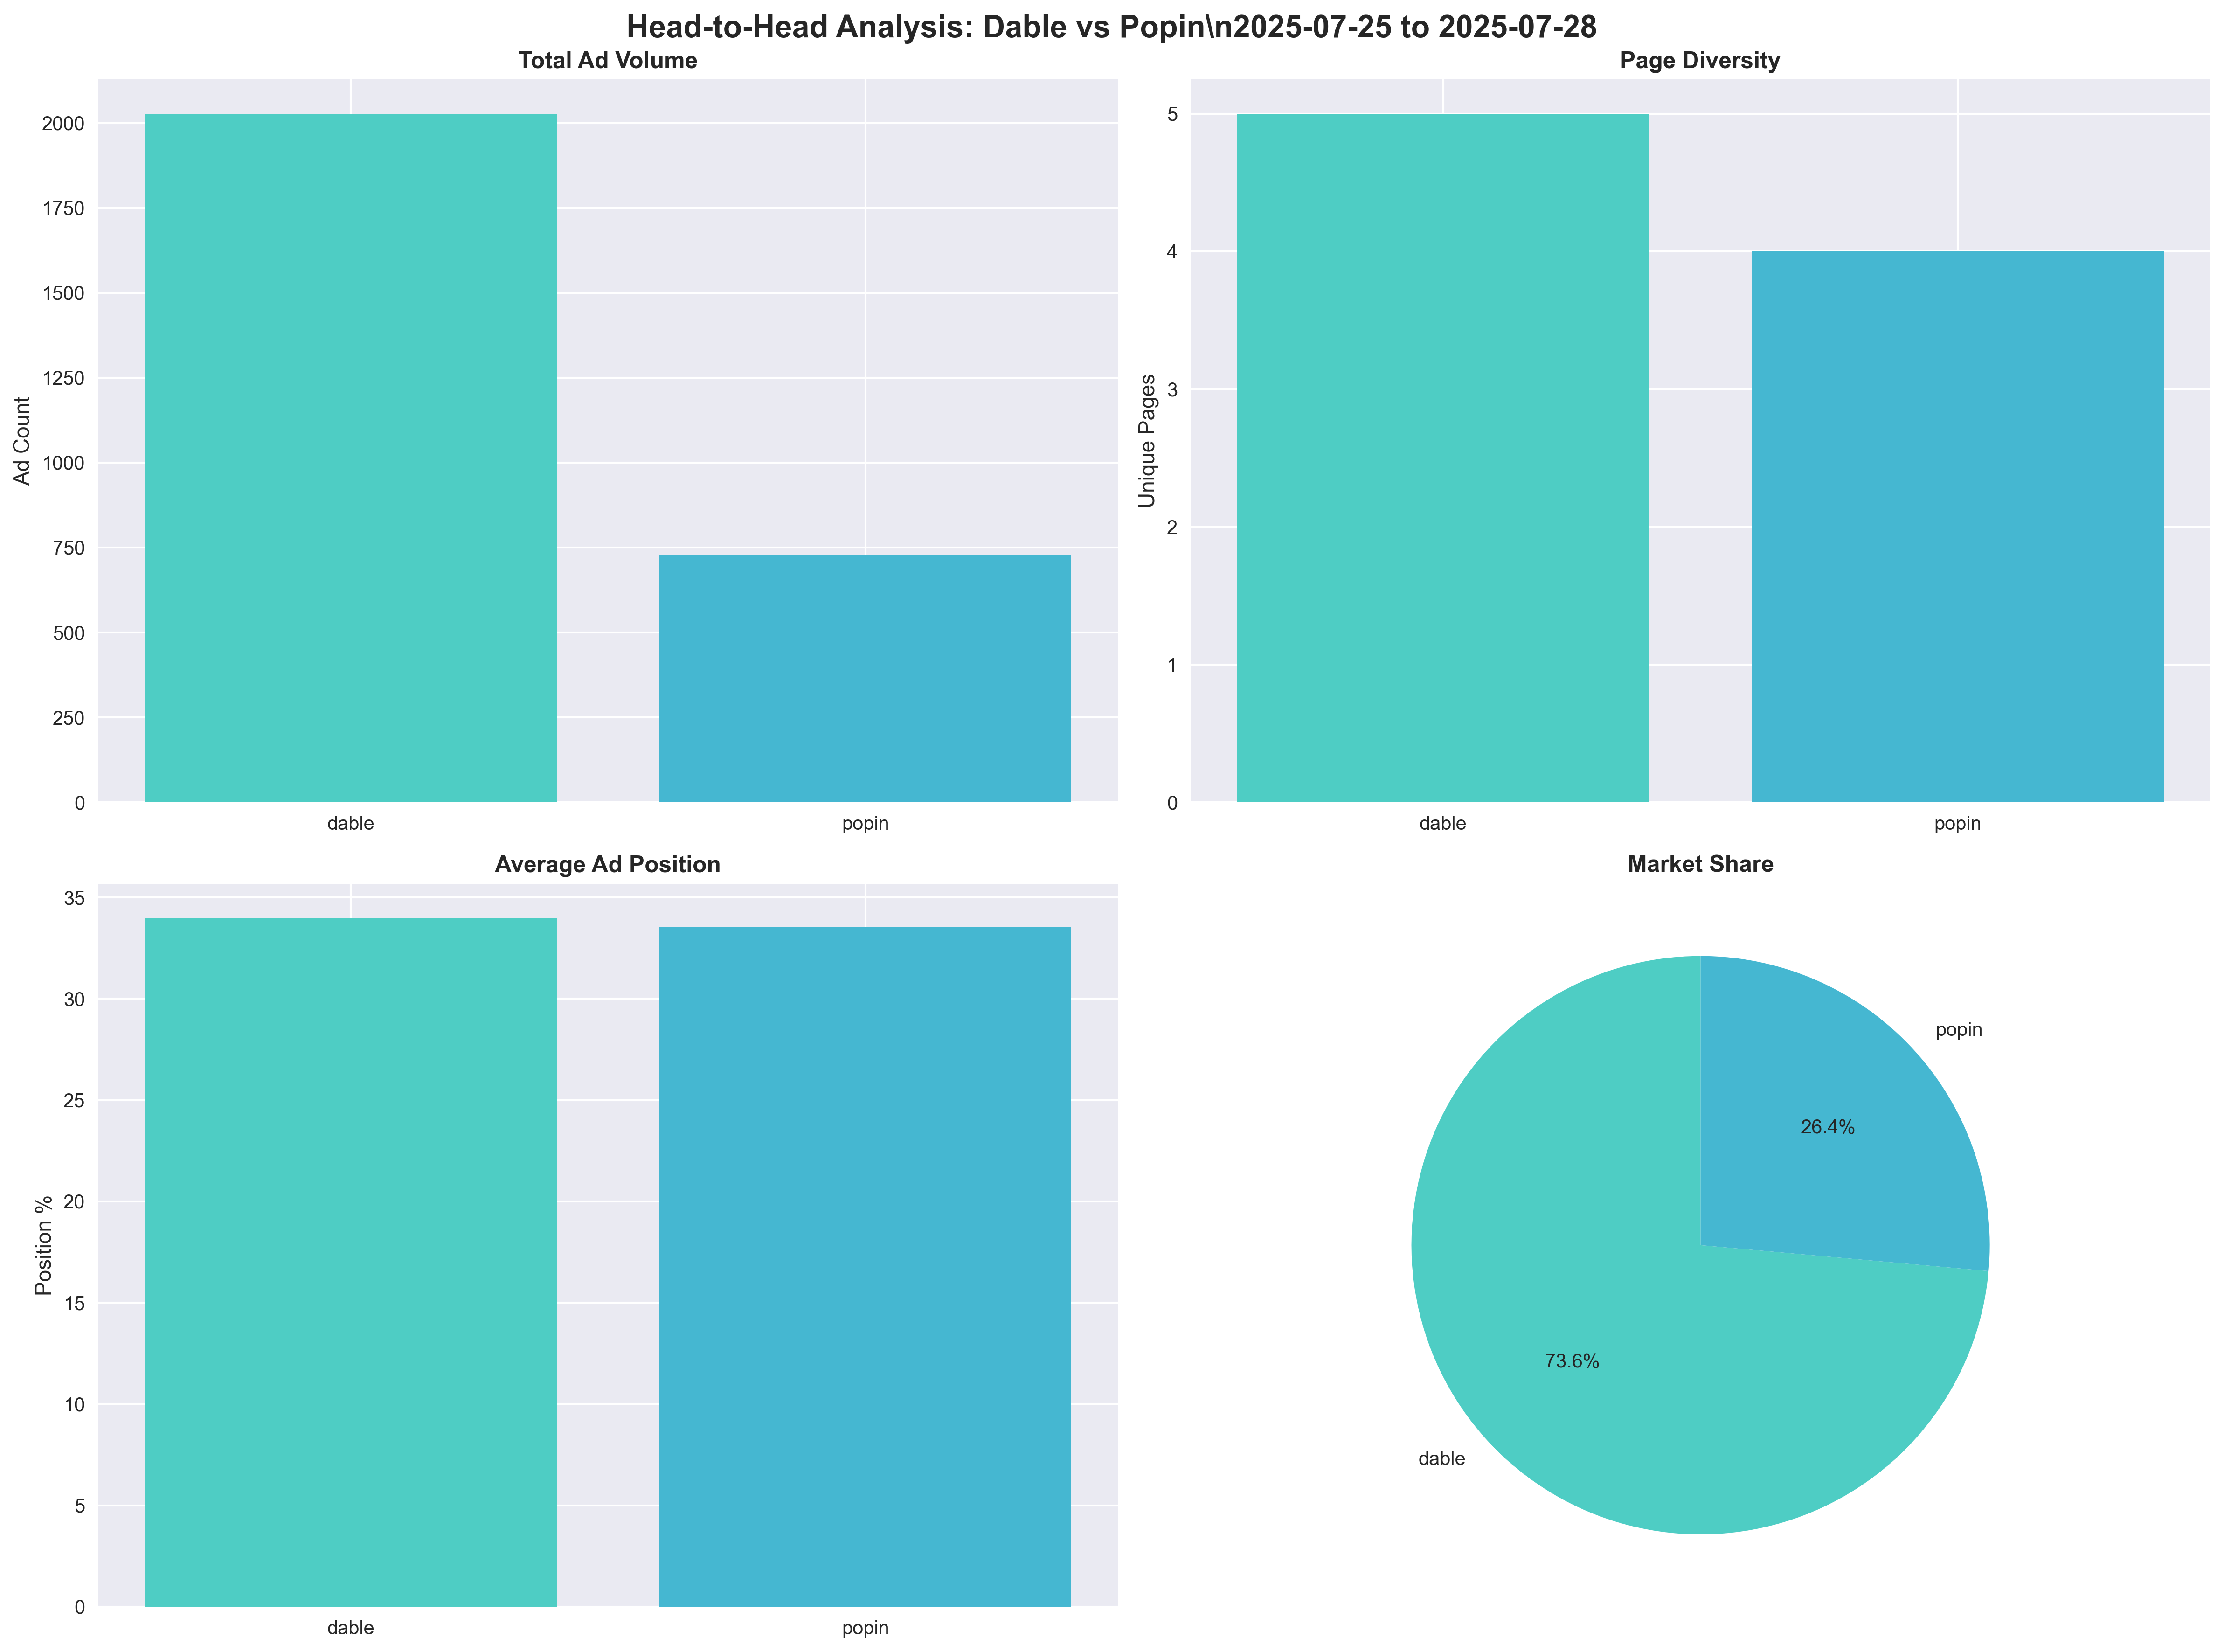 Head-to-Head Analysis: Dable vs Popin\n2025-07-25 to 2025-07-28
Total Ad Volume
Ad Count
2000
1750
1500
1250
1000
750
500
250
0
dable
popin
Page Diversity
Unique Pages
5
4
3
2
1
0
dable
popin
Average Ad Position
Position %
35
30
25
20
15
10
5
0
dable
popin
Market Share
popin
26.4%
73.6%
dable